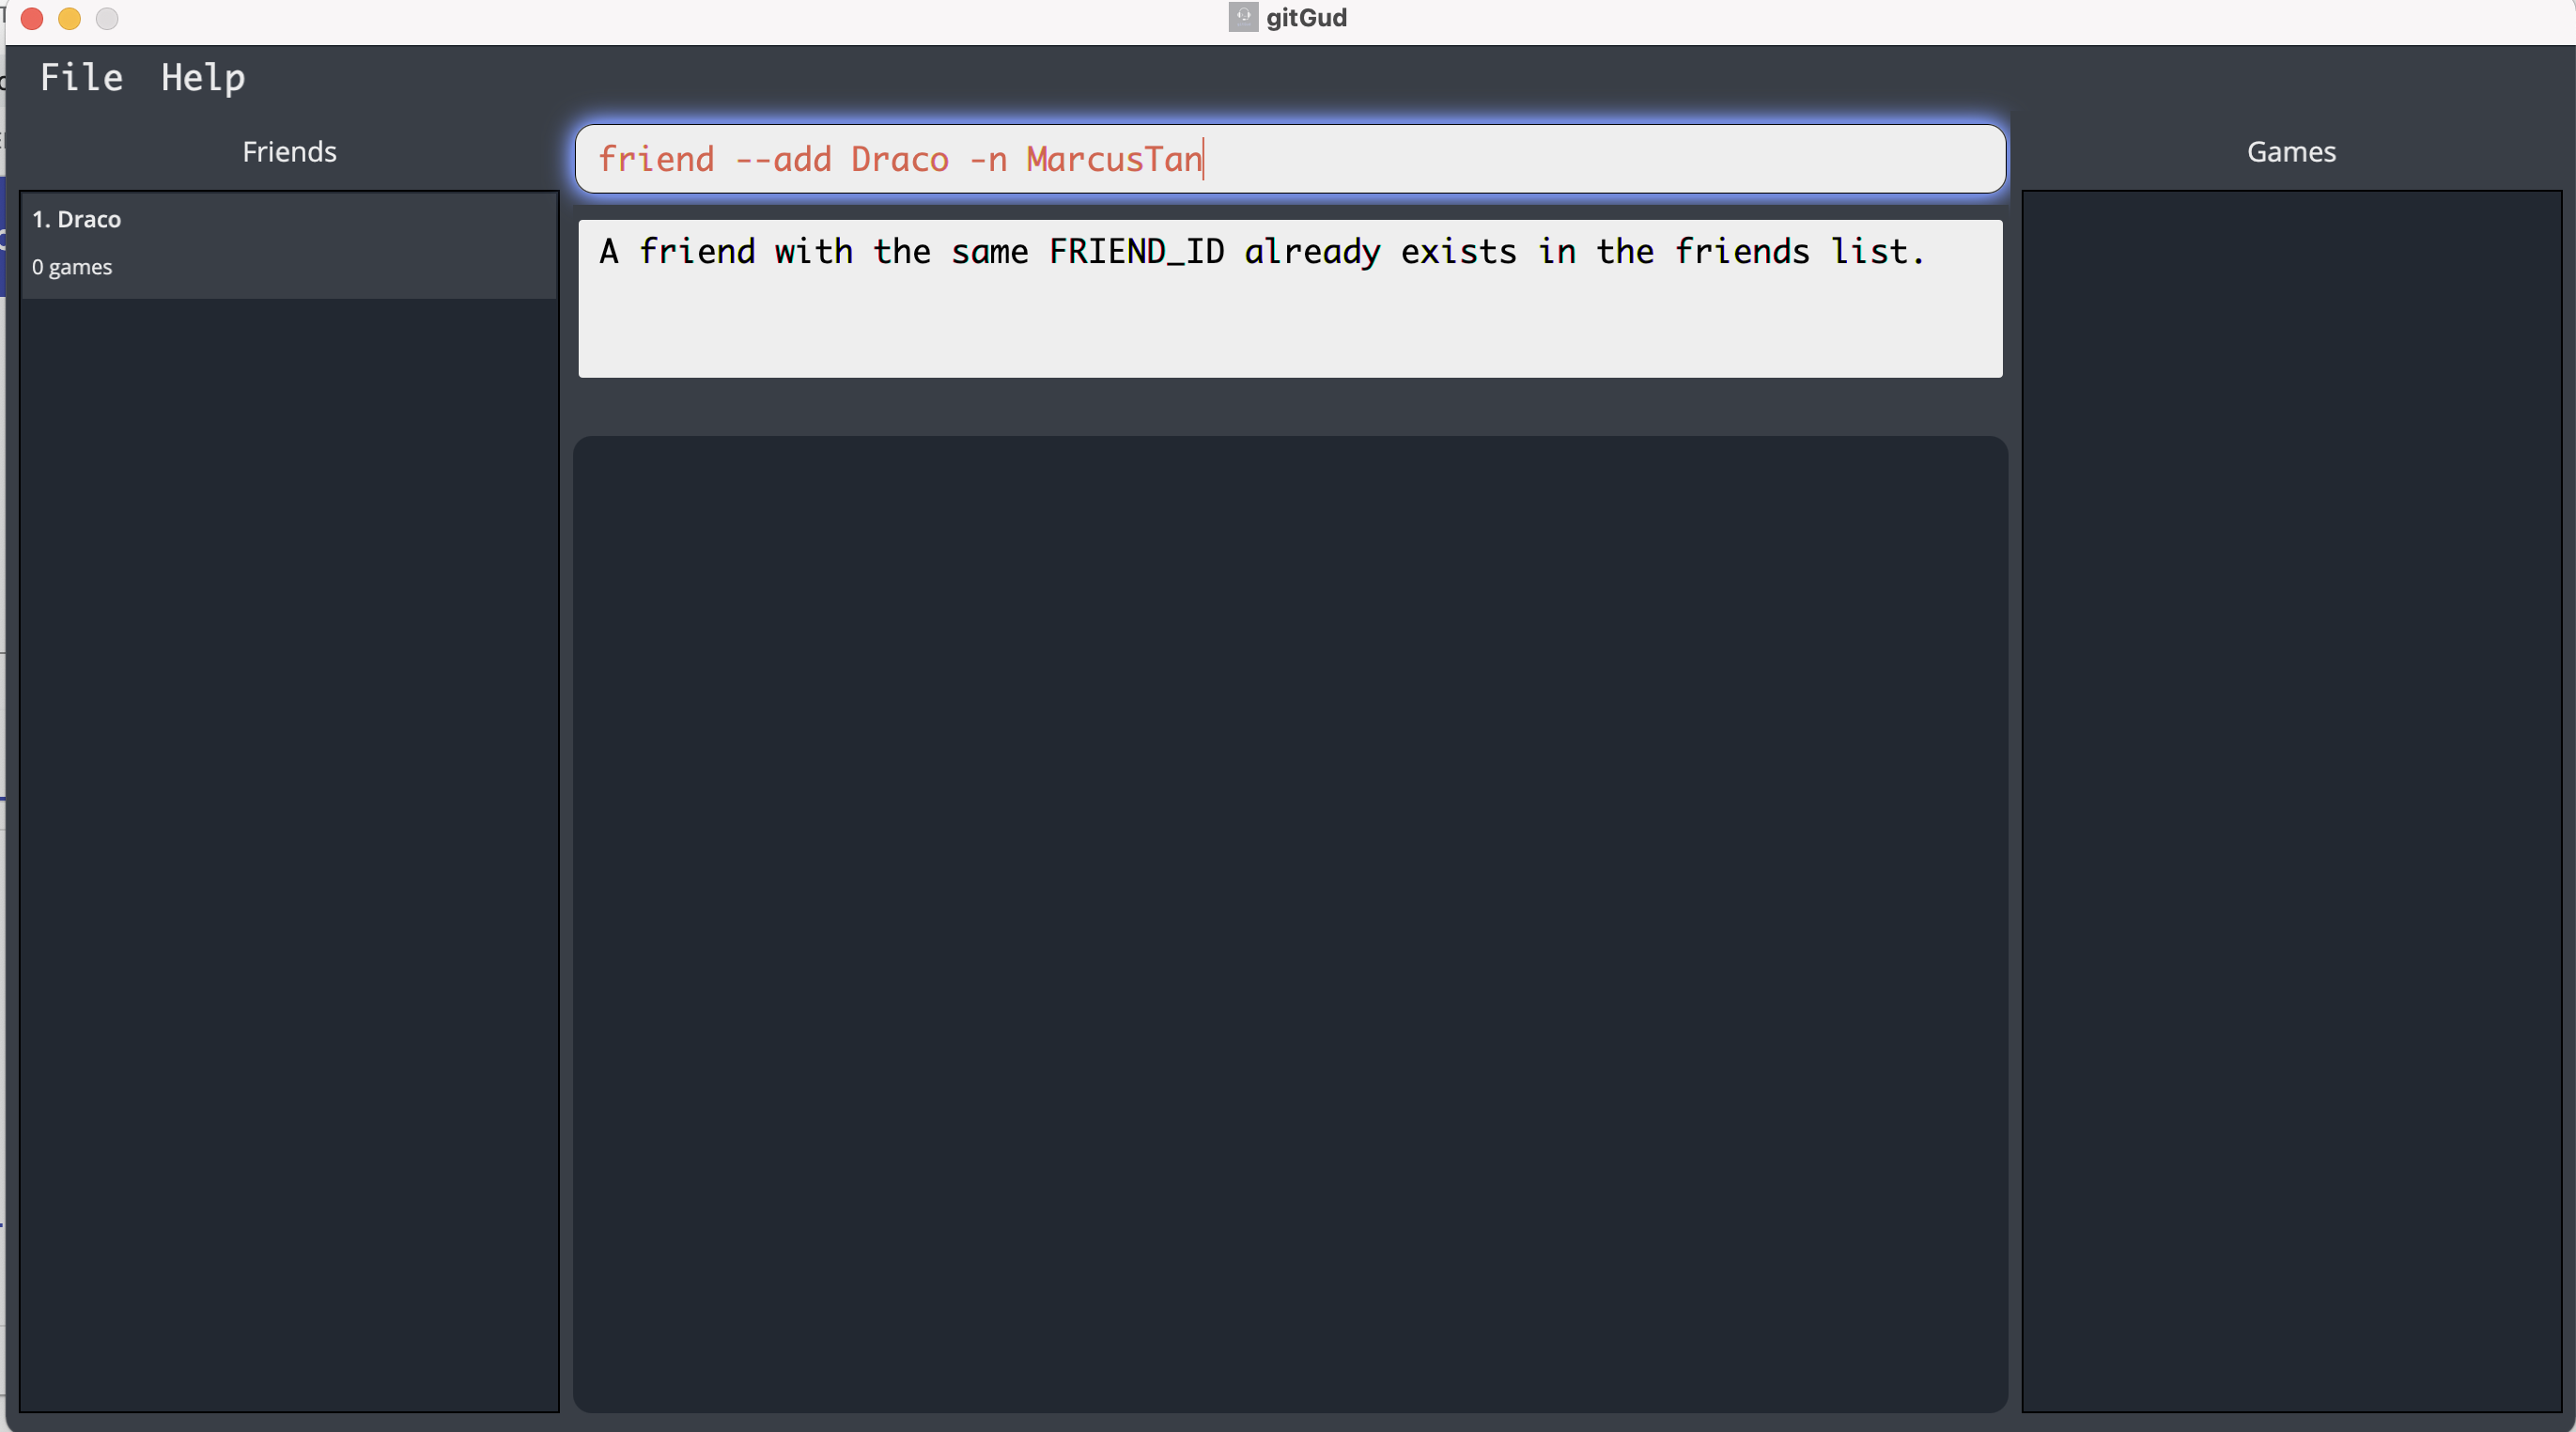 gitGud
File Help
Friends
friend --add Draco -n MarcusTan
Games
1. Draco
0 games
A friend with the same FRIEND_ID already exists in the friends list.